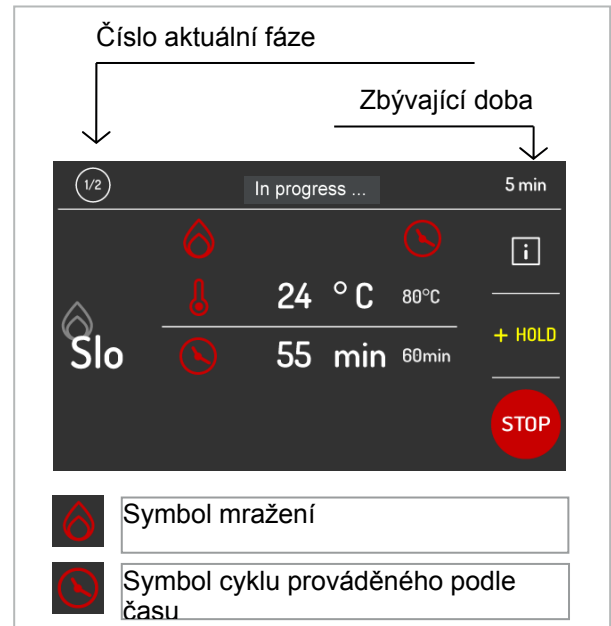 Číslo aktuální fáze
Zbývající doba
1/2
In progress ...
5 min
i
24 °C 80°C
Slo
55 min 60min
+ HOLD
STOP
Symbol mražení
Symbol cyklu prováděného podle
času